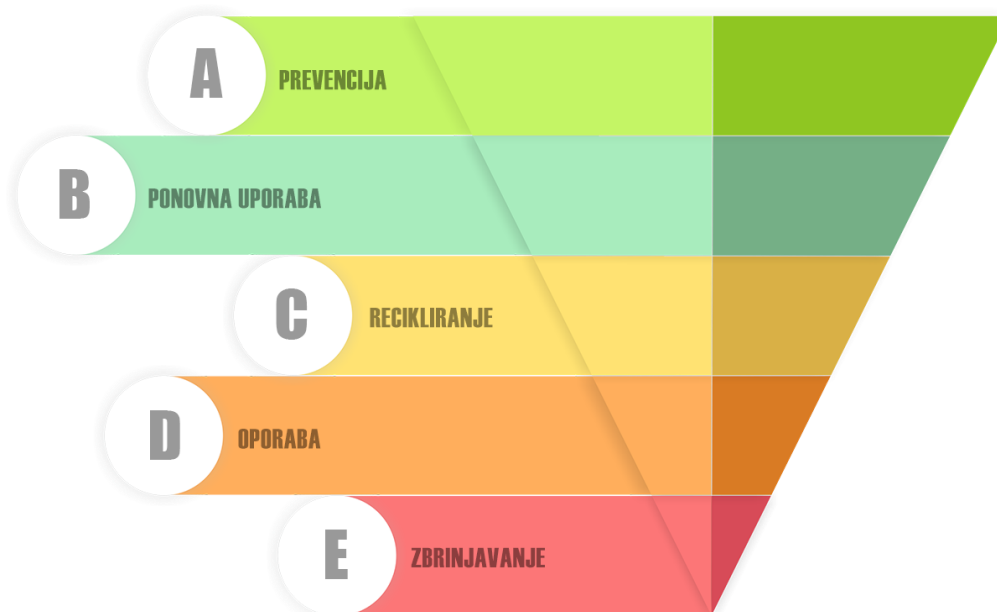 A
PREVENCIJA
B
PONOVNA UPORABA
C
RECIKLIRANJE
D
OPORABA
E
ZBRINJAVANJE